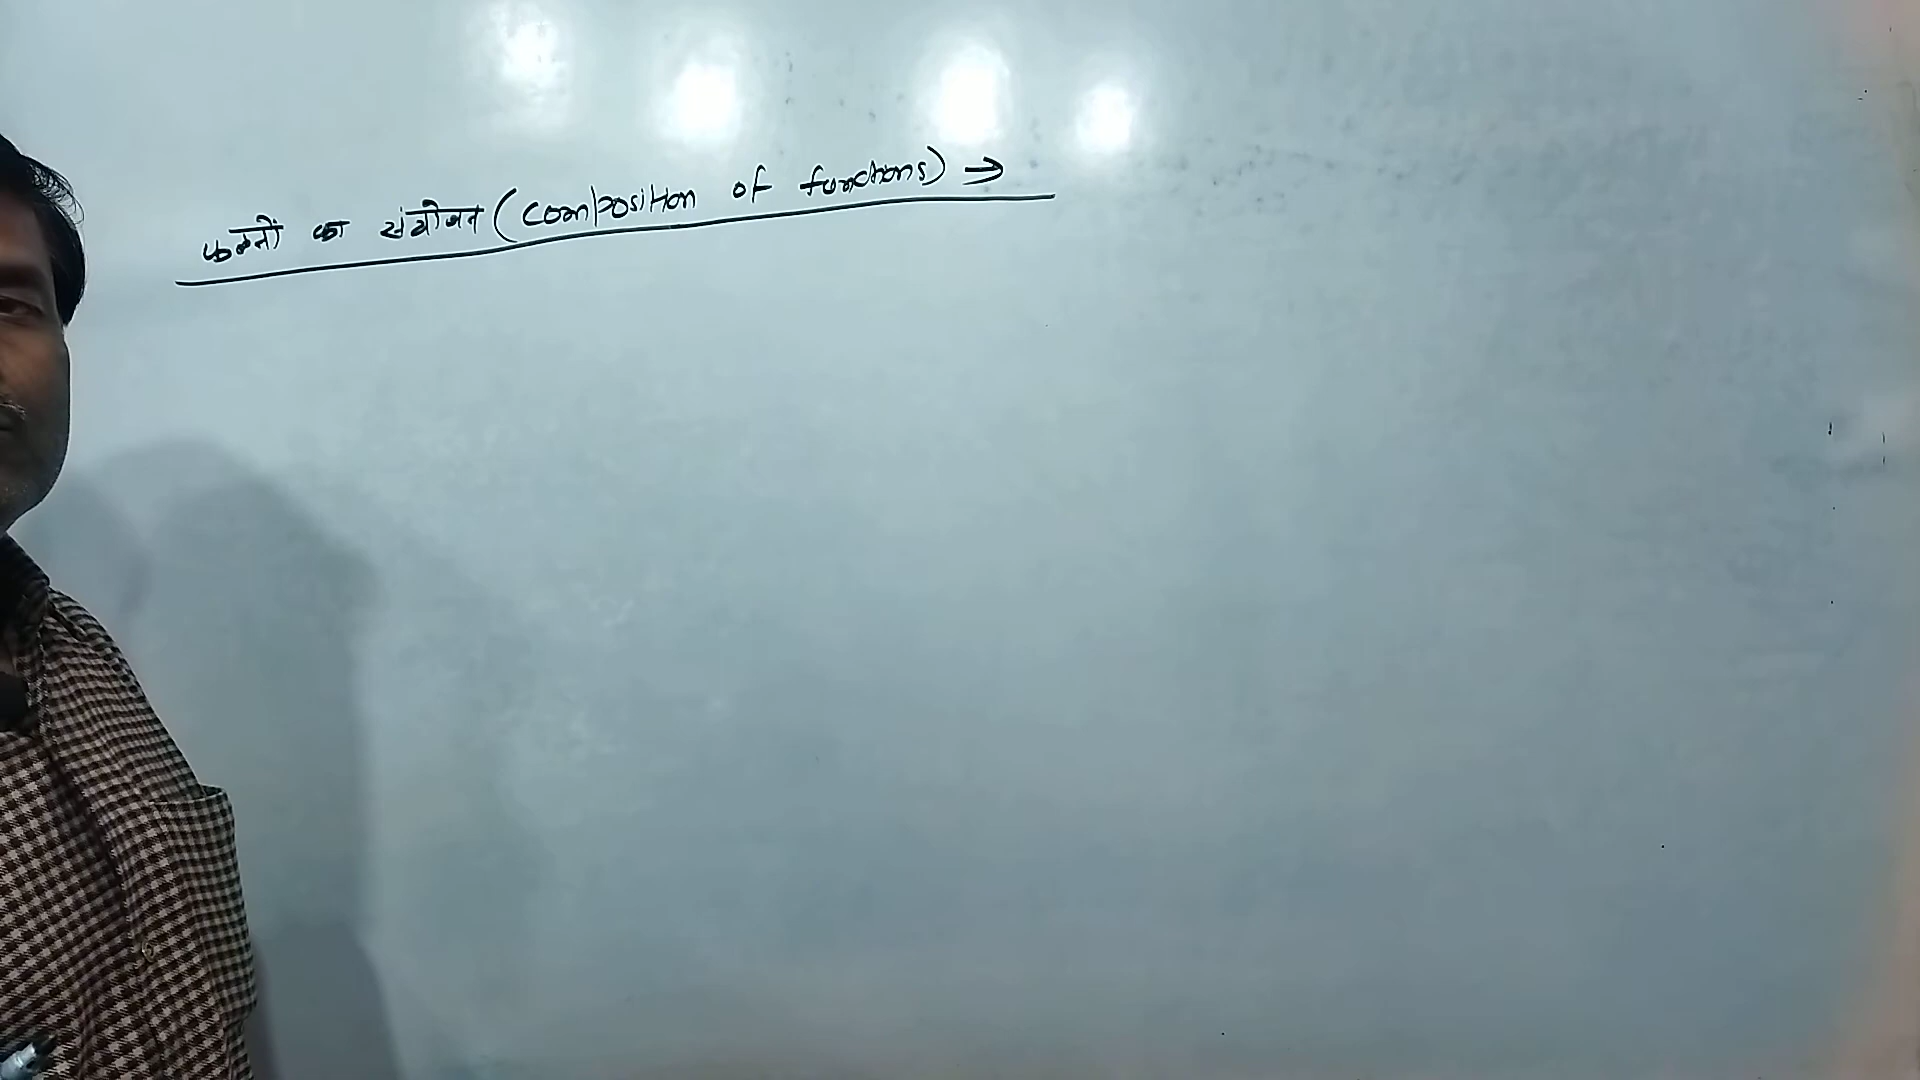 फलनों का संयोजन (composition of functions) →